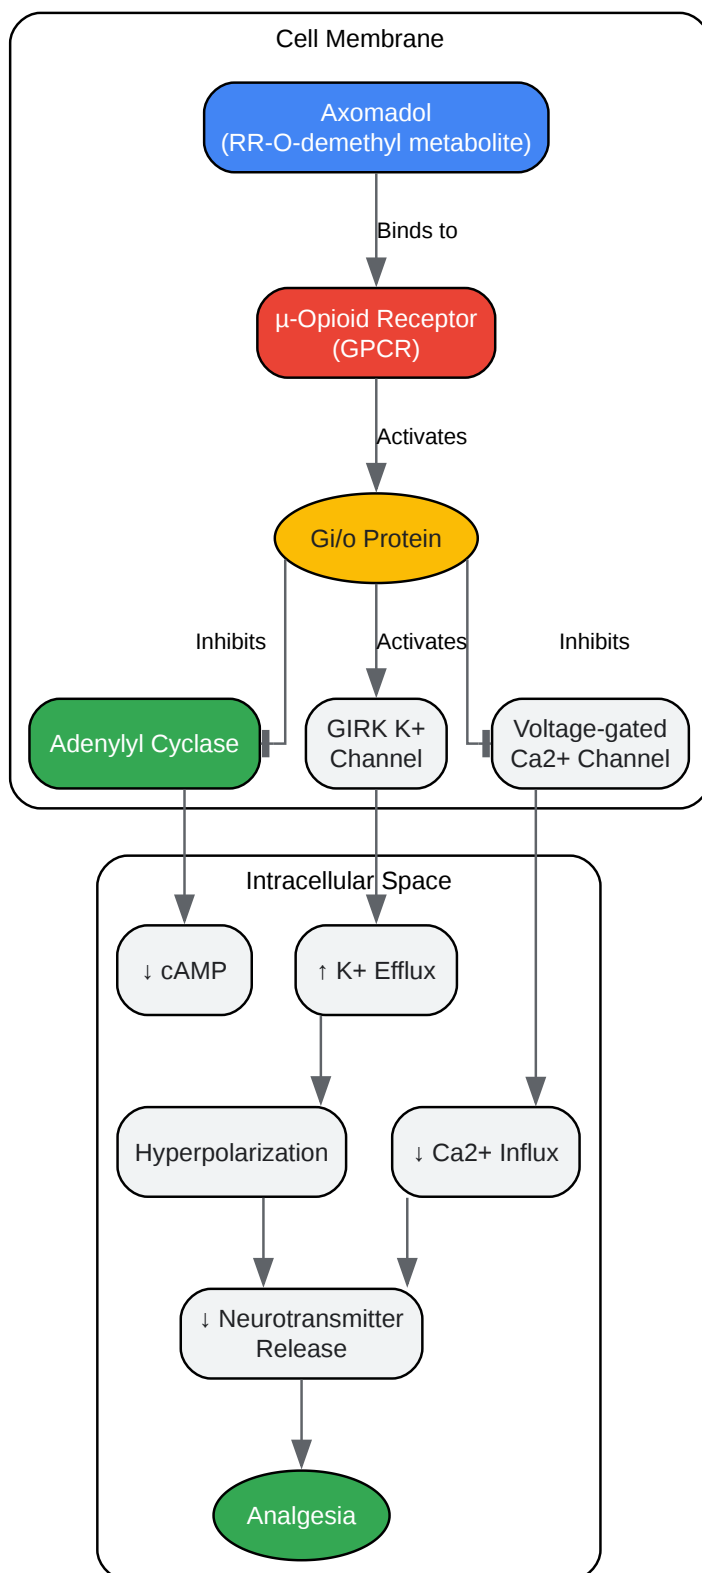 Cell Membrane
Axomadol
(RR-O-demethyl metabolite)
Binds to
µ-Opioid Receptor
(GPCR)
Activates
Gi/o Protein
Inhibits
Activates
Inhibits
Adenylyl Cyclase
GIRK K+
Channel
Voltage-gated
Ca2+ Channel
Intracellular Space
↓ cAMP
↑ K+ Efflux
Hyperpolarization
↓ Ca2+ Influx
↓ Neurotransmitter
Release
Analgesia